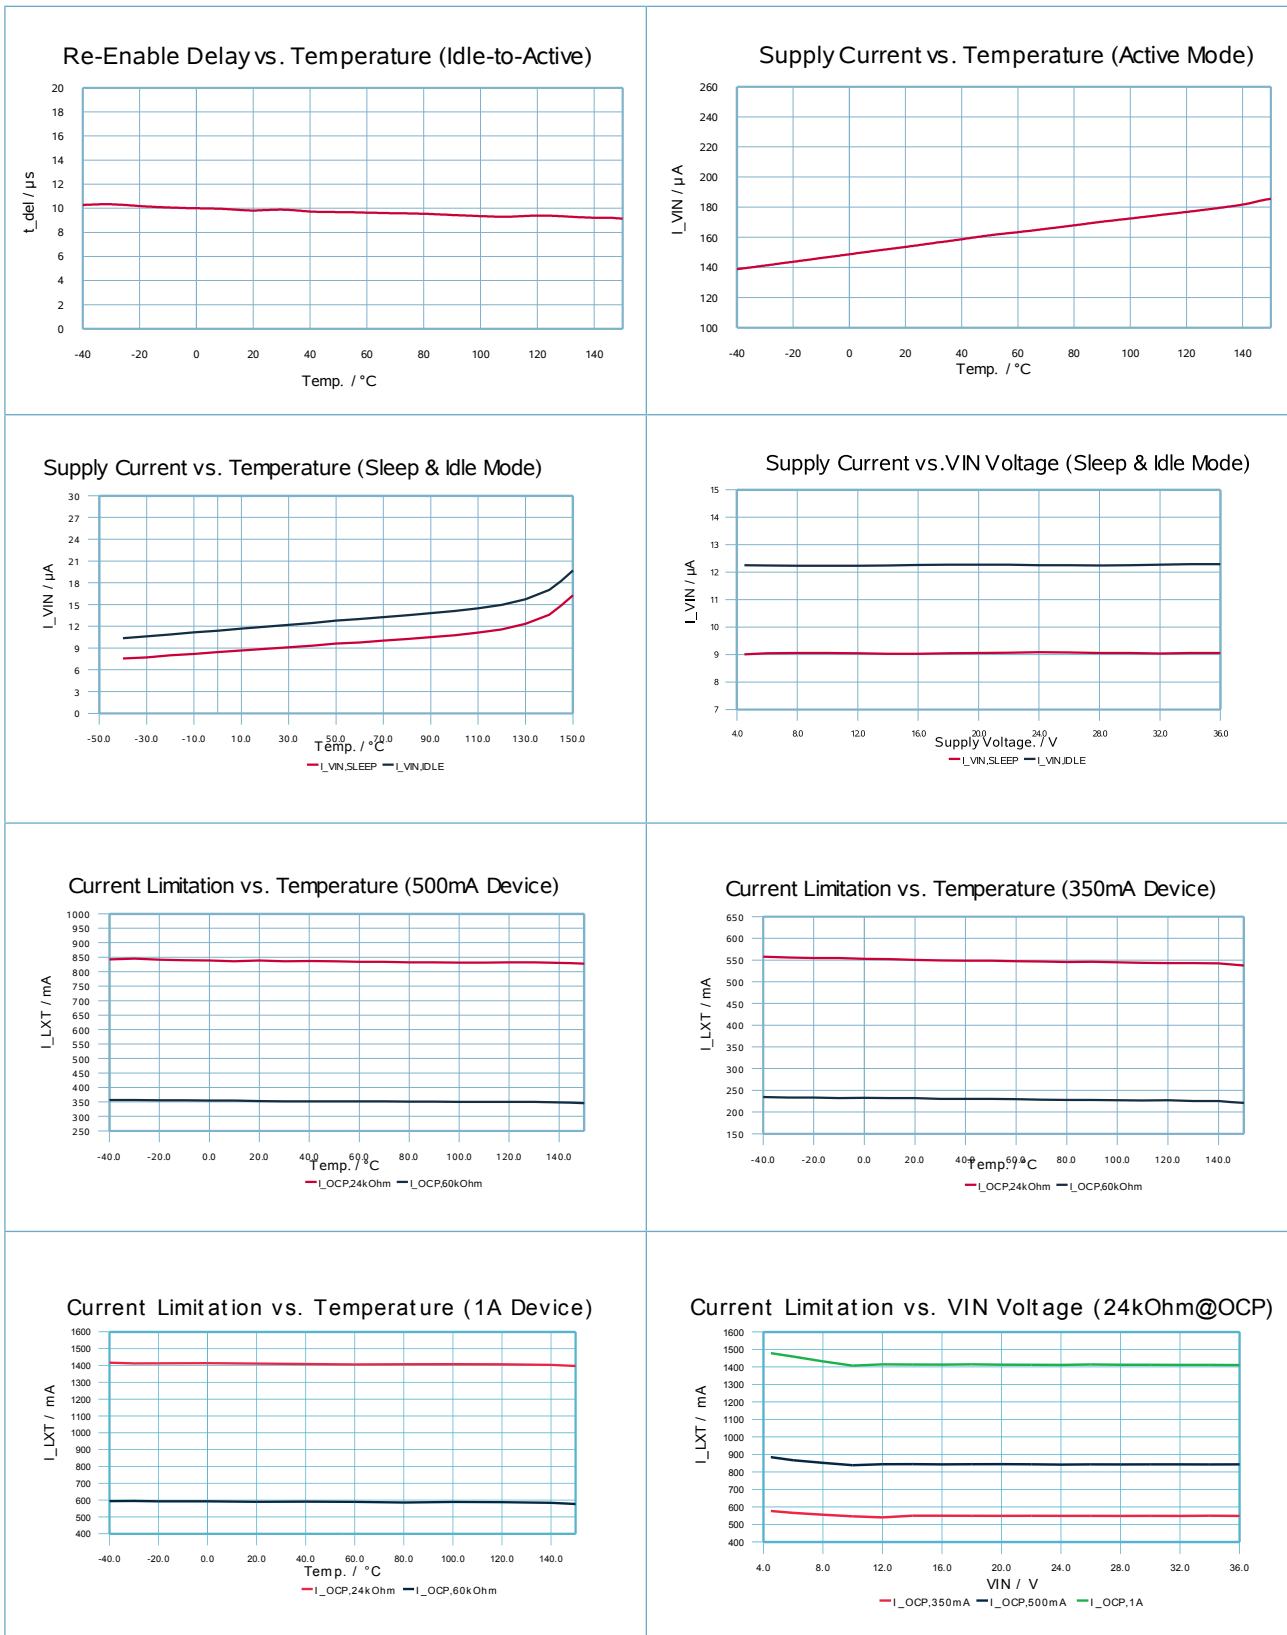 Re-Enable Delay vs. Temperature (Idle-to-Active)
t_del / µs
20
18
16
14
12
10
8
6
4
2
0
-40 -20 0 20 40 60 80 100 120 140
Temp. / °C
Supply Current vs. Temperature (Active Mode)
I_VIN / µA
260
240
220
200
180
160
140
120
100
-40 -20 0 20 40 60 80 100 120 140
Temp. / °C
Supply Current vs. Temperature (Sleep & Idle Mode)
I_VIN / µA
30
27
24
21
18
15
12
9
6
3
0
-50.0 -30.0 -10.0 10.0 30.0 50.0 70.0 90.0 110.0 130.0 150.0
Temp. / °C
I_VIN,SLEEP I_VIN,IDLE
Supply Current vs.VIN Voltage (Sleep & Idle Mode)
I_VIN / µA
15
14
13
12
11
10
9
8
7
4.0 8.0 12.0 16.0 20.0 24.0 28.0 32.0 36.0
Supply Voltage. / V
I_VIN,SLEEP I_VIN,IDLE
Current Limitation vs. Temperature (500mA Device)
I_LXT / mA
1000
950
900
850
800
750
700
650
600
550
500
450
400
350
300
250
-40.0 -20.0 0.0 20.0 40.0 60.0 80.0 100.0 120.0 140.0
Temp. / °C
I_OCP,24kOhm I_OCP,60kOhm
Current Limitation vs. Temperature (350mA Device)
I_LXT / mA
650
600
550
500
450
400
350
300
250
200
150
-40.0 -20.0 0.0 20.0 40.0 60.0 80.0 100.0 120.0 140.0
Temp. / °C
I_OCP,24kOhm I_OCP,60kOhm
Current Limitation vs. Temperature (1A Device)
I_LXT / mA
1600
1500
1400
1300
1200
1100
1000
900
800
700
600
500
400
-40.0 -20.0 0.0 20.0 40.0 60.0 80.0 100.0 120.0 140.0
Temp. / °C
I_OCP,24kOhm I_OCP,60kOhm
Current Limitation vs. VIN Voltage (24kOhm@OCP)
I_LXT / mA
1600
1500
1400
1300
1200
1100
1000
900
800
700
600
500
400
4.0 8.0 12.0 16.0 20.0 24.0 28.0 32.0 36.0
VIN / V
I_OCP,350mA I_OCP,500mA I_OCP,1A